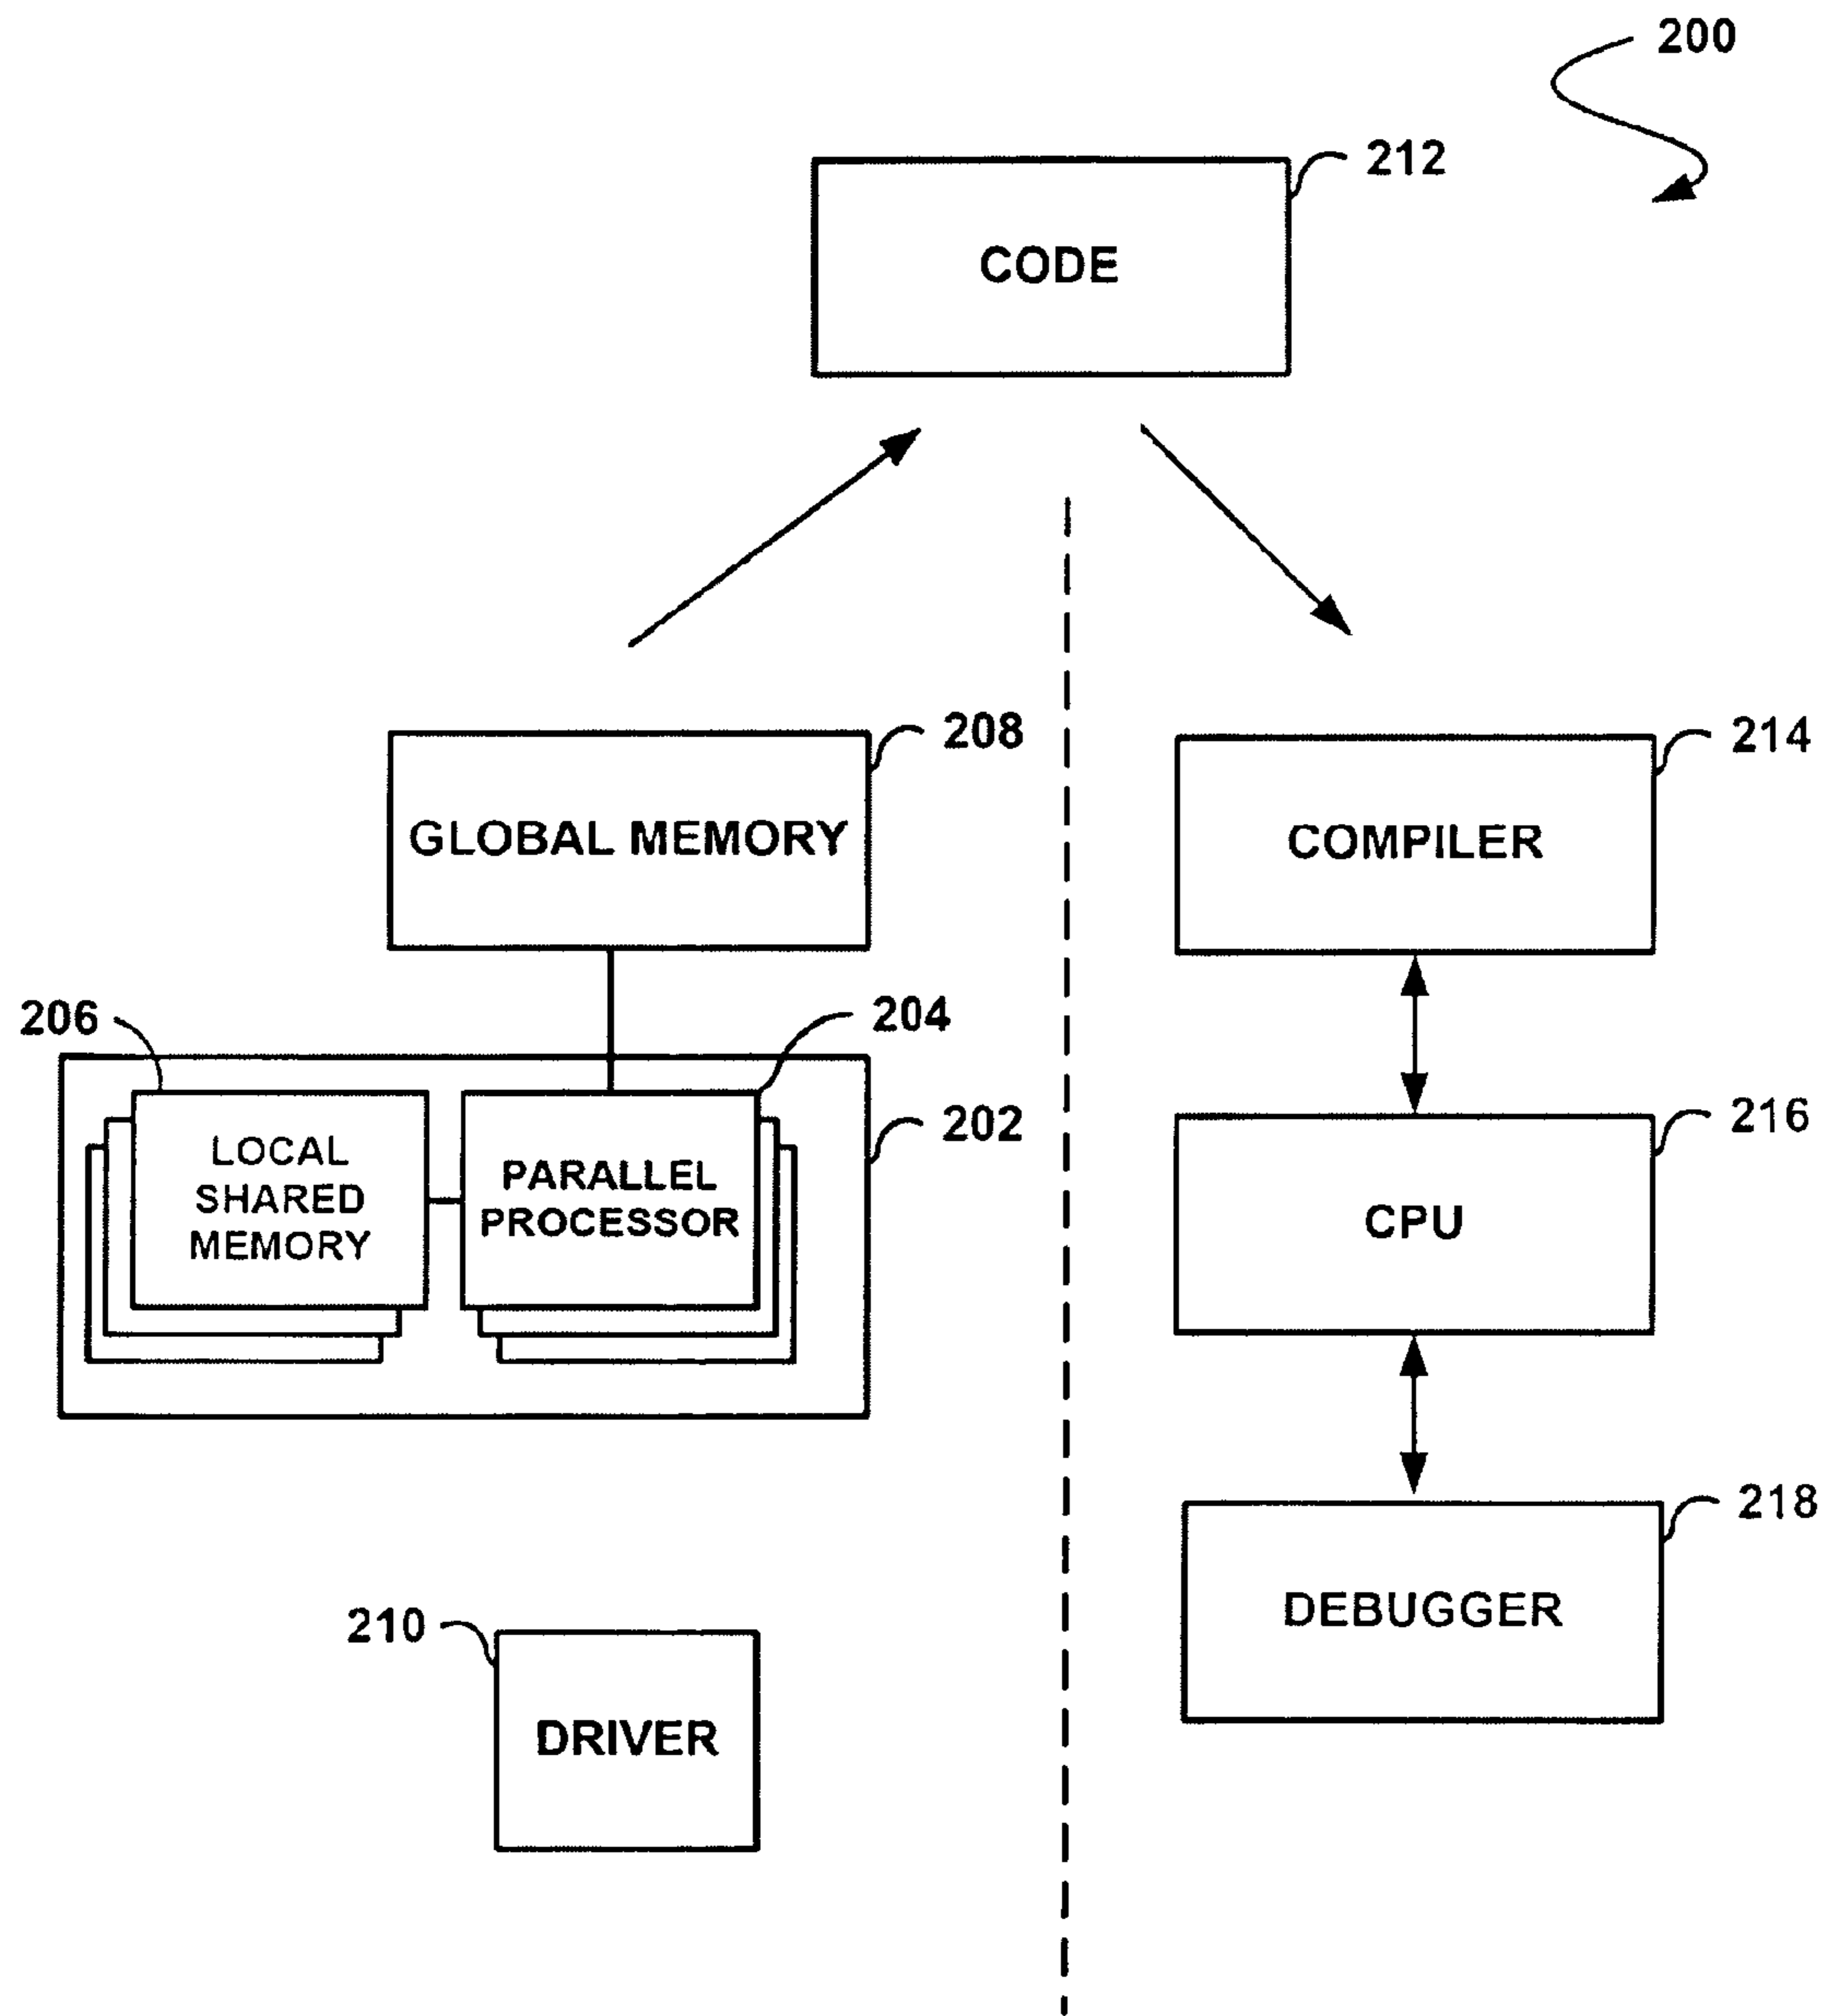 200
212
CODE
208
GLOBAL MEMORY
214
COMPILER
206
204
202
LOCAL
SHARED
MEMORY
PARALLEL
PROCESSOR
216
CPU
218
DEBUGGER
210
DRIVER